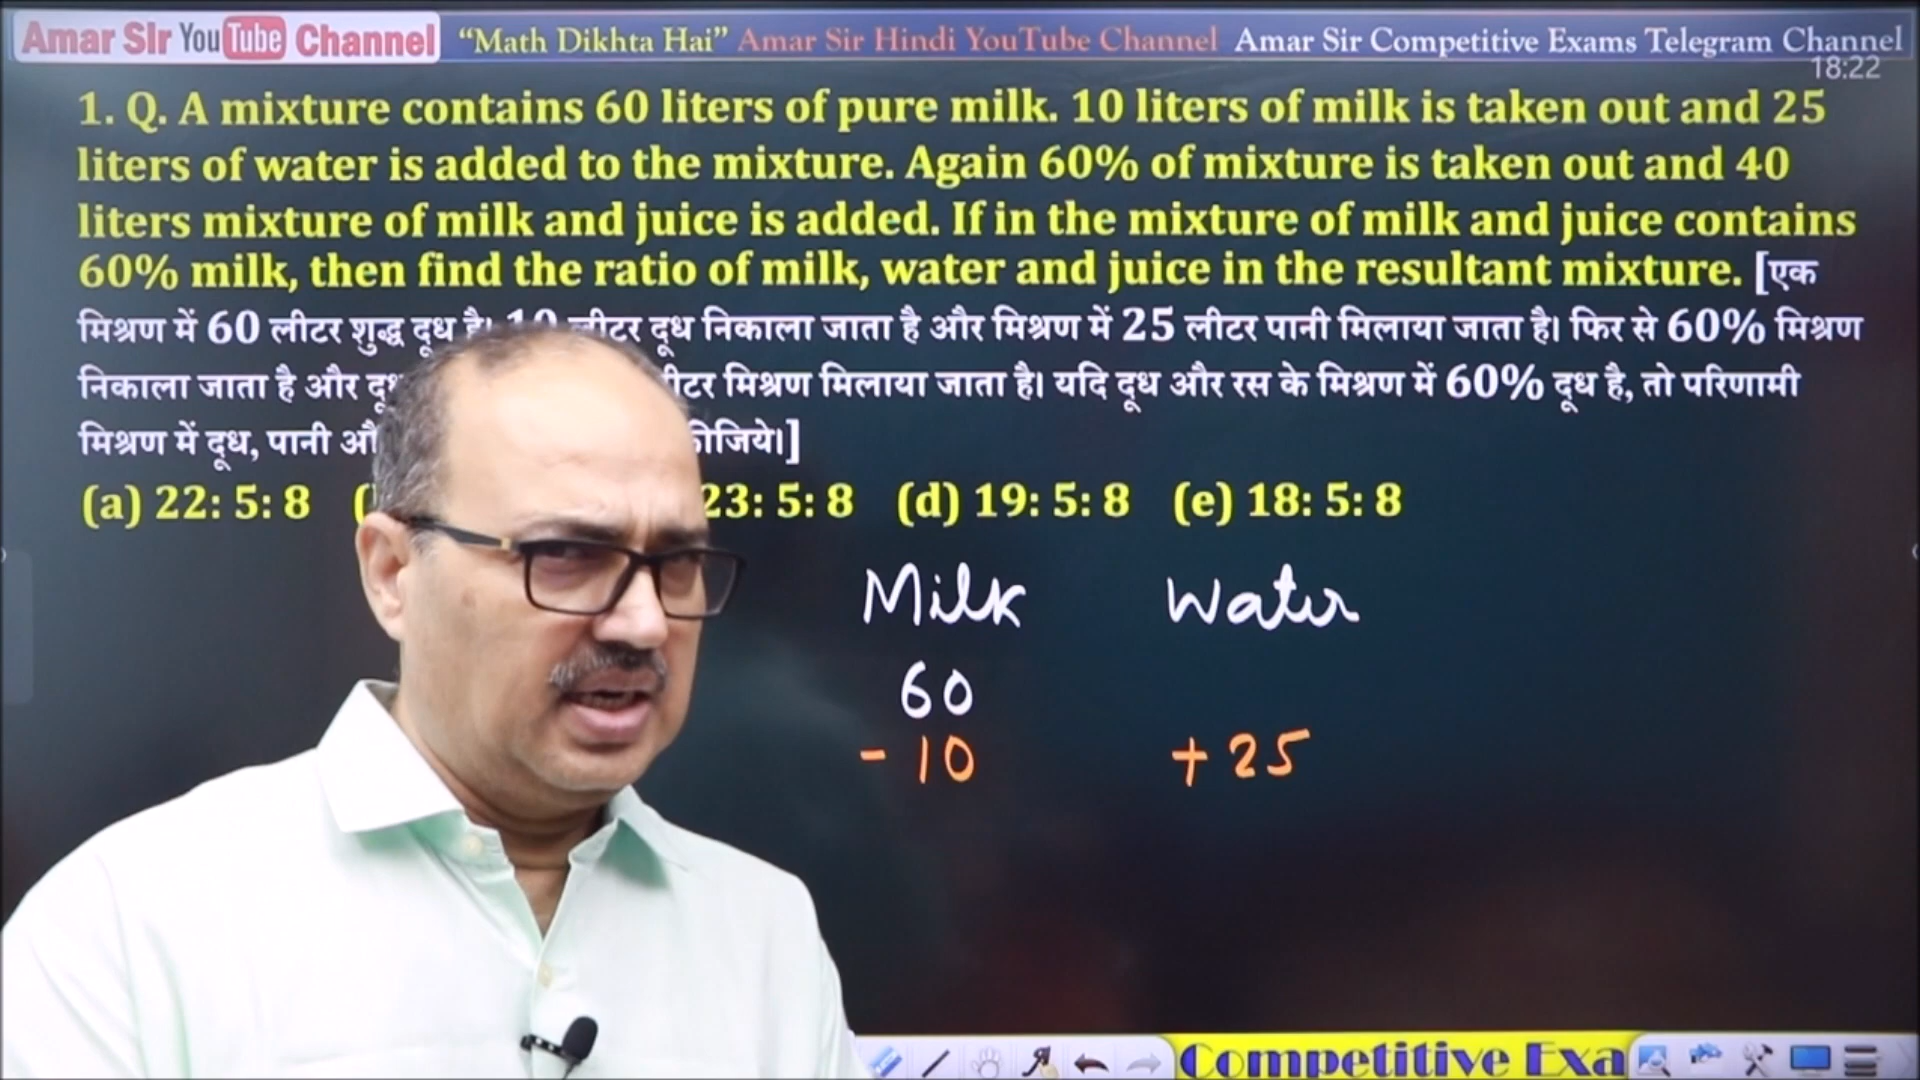 Amar Sir YouTube Channel "Math Dikhta Hai" Amar Sir Hindi YouTube Channel Amar Sir Competitive Exams Telegram Channel
18:22
1. Q. A mixture contains 60 liters of pure milk. 10 liters of milk is taken out and 25
liters of water is added to the mixture. Again 60% of mixture is taken out and 40
liters mixture of milk and juice is added. If in the mixture of milk and juice contains
60% milk, then find the ratio of milk, water and juice in the resultant mixture. [एक
मिश्रण में 60 लीटर शुद्ध दूध है। 10 लीटर दूध निकाला जाता है और मिश्रण में 25 लीटर पानी मिलाया जाता है। फिर से 60% मिश्रण
निकाला जाता है और मिश्रण मिलाया जाता है। यदि दूध और रस के मिश्रण में 60% दूध है, तो परिणामी
मिश्रण में दूध, पानी
(a) 22: 5: 8 23: 5: 8 (d) 19: 5: 8 (e) 18: 5: 8
Milk Water
60
- 10 + 25
Competitive Exa